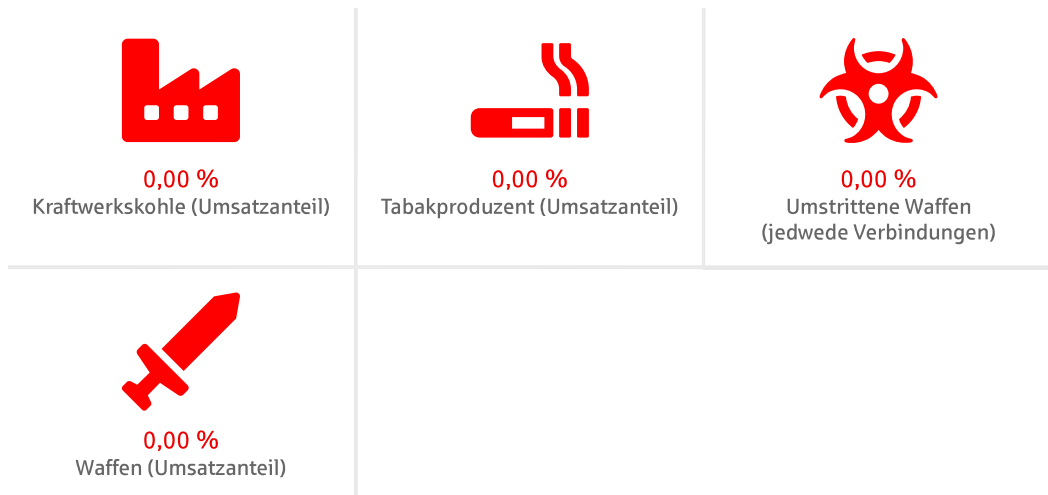 0,00 %
Kraftwerkskohle (Umsatzanteil)
0,00 %
Tabakproduzent (Umsatzanteil)
0,00 %
Umstrittene Waffen
(jedwede Verbindungen)
0,00 %
Waffen (Umsatzanteil)